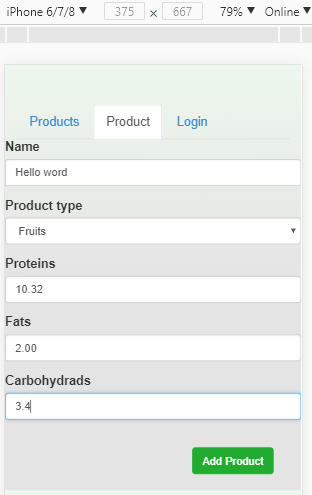 iPhone 6/7/8 ▼ 375 × 667 79% ▼ Online ▼
Products Product Login
Name
Hello word
Product type
Fruits
Proteins
10.32
Fats
2.00
Carbohydrads
3.4
Add Product